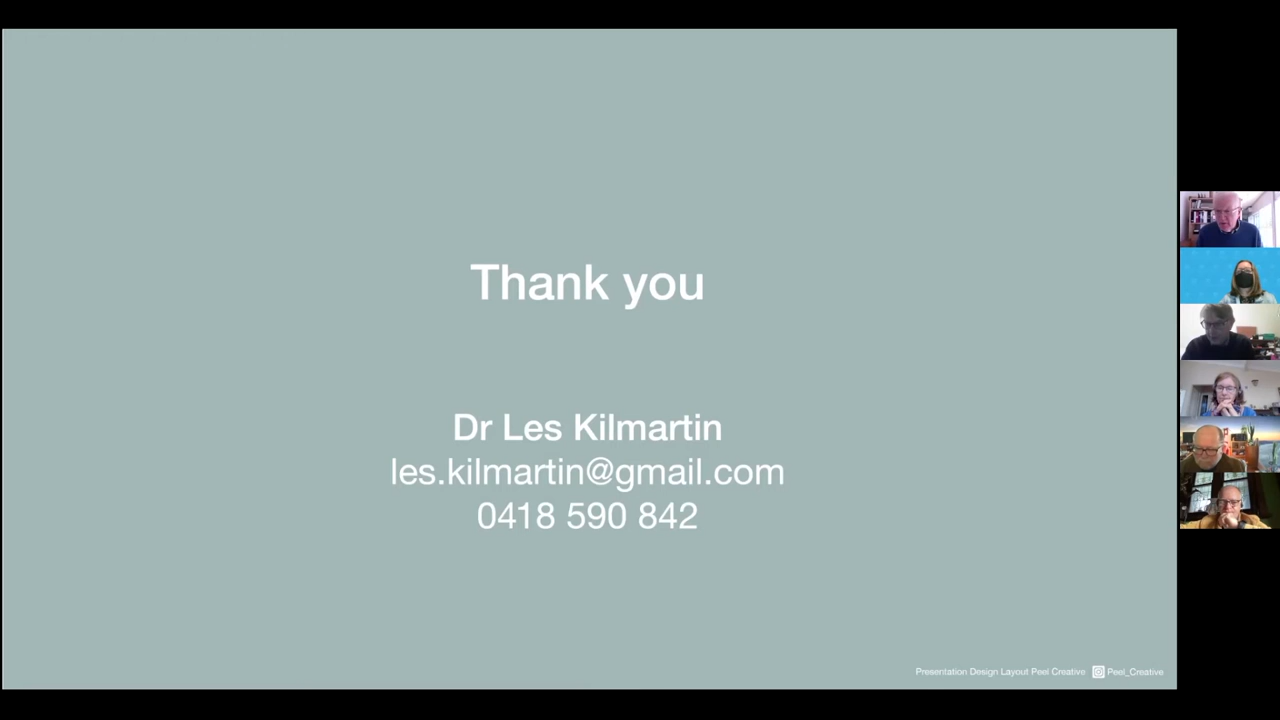 Thank you
Dr Les Kilmartin
les.kilmartin@gmail.com
0418 590 842
Presentation Design Layout Peel Creative Peel_Creative